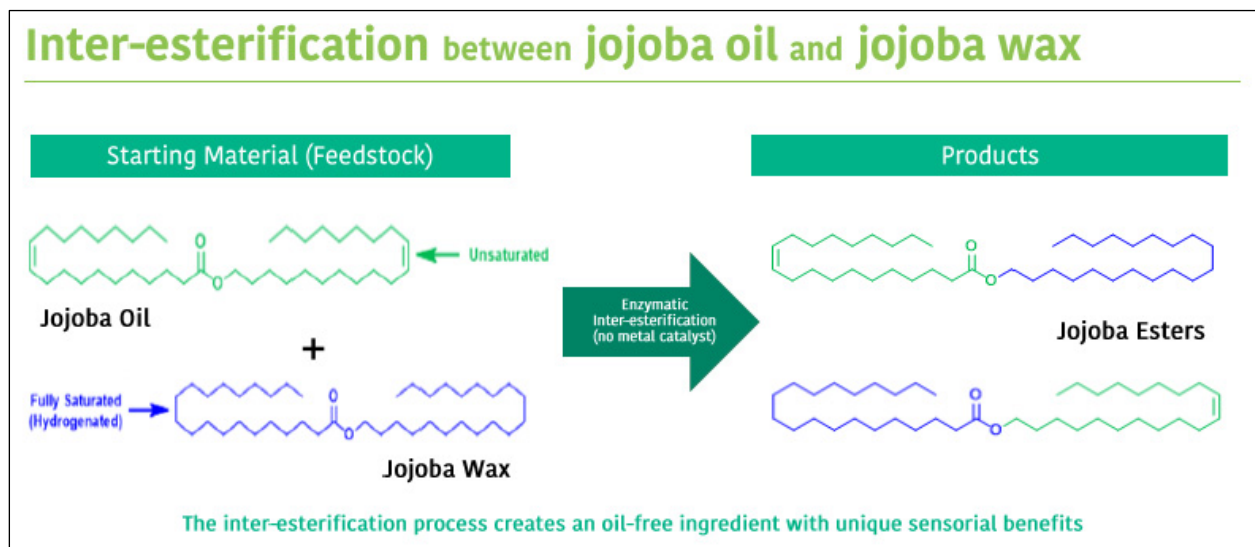 Inter-esterification between jojoba oil and jojoba wax
Starting Material (Feedstock)
Products
O
O
Unsaturated
Jojoba Oil
+
Fully Saturated
(Hydrogenated)
O
O
Jojoba Wax
Enzymatic
Inter-esterification
(no metal catalyst)
O
O
Jojoba Esters
O
O
The inter-esterification process creates an oil-free ingredient with unique sensorial benefits